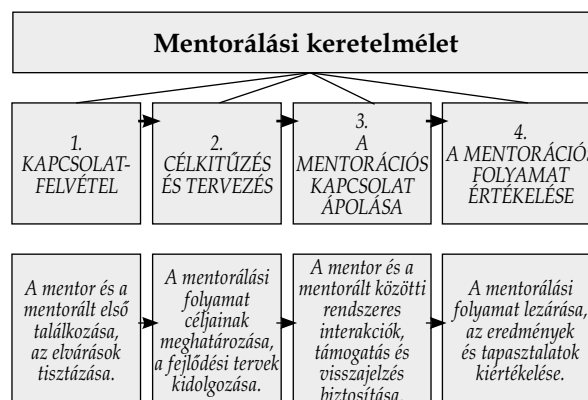 Mentorálási keretelmélet
1.
KAPCSOLAT-
FELVÉTEL
2.
CÉLKITŰZÉS
ÉS TERVEZÉS
3.
A
MENTORÁCIÓS
KAPCSOLAT
ÁPOLÁSA
4.
A MENTORÁCIÓS
FOLYAMAT
ÉRTÉKELÉSE
A mentor és a
mentorált első
találkozása,
az elvárások
tisztázása.
A mentorálási
folyamat
céljainak
meghatározása,
a fejlődési tervek
kidolgozása.
A mentor és a
mentorált közötti
rendszeres
interakciók,
támogatás és
visszajelzés
biztosítása.
A mentorálási
folyamat lezárása,
az eredmények
és tapasztalatok
kiértékelése.